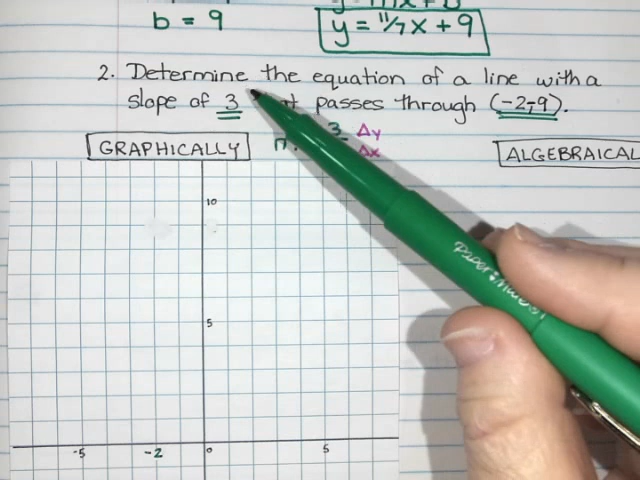 b = 9
y = 11/7 x + 9
2. Determine the equation of a line with a
slope of 3 passes through (-2,9).
3 Δy
Δx
GRAPHICALLY
ALGEBRAICAL
10
5
-5 -2 0 5
Paper:Mate